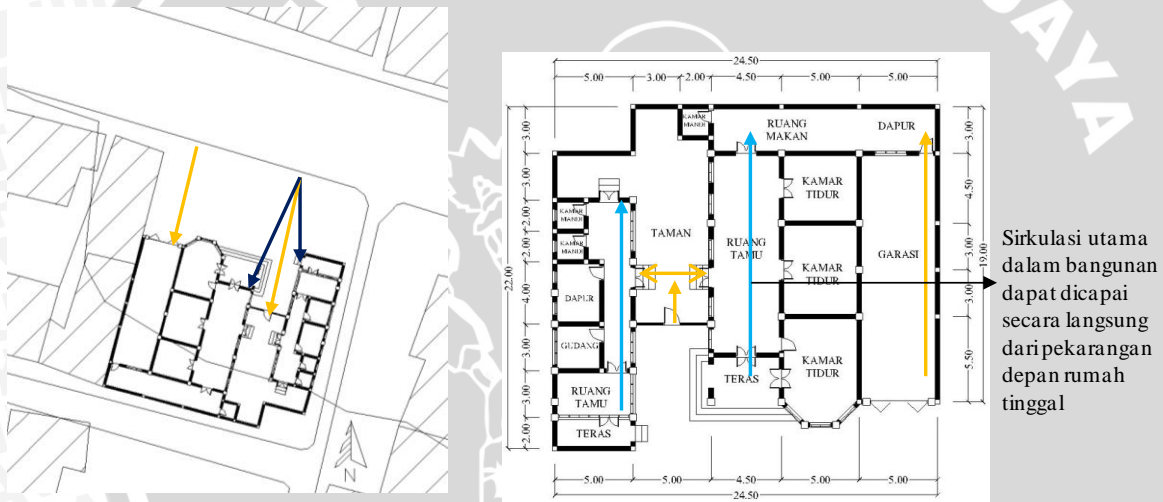 JAYA
N
24.50
5.00 3.00 2.00 4.50 5.00 5.00
KAMAR
MANDI
RUANG
MAKAN
DAPUR
3.00
3.00
2.00
2.00
4.00
3.00
3.00
2.00
22.00
KAMAR
MANDI
KAMAR
MANDI
DAPUR
GUDANG
RUANG
TAMU
TERAS
TAMAN
RUANG
TAMU
TERAS
KAMAR
TIDUR
KAMAR
TIDUR
KAMAR
TIDUR
GARASI
3.00
4.50
3.00
3.00
5.50
19.00
5.00 5.00 4.50 5.00 5.00
24.50
Sirkulasi utama
dalam bangunan
dapat dicapai
secara langsung
dari pekarangan
depan rumah
tinggal